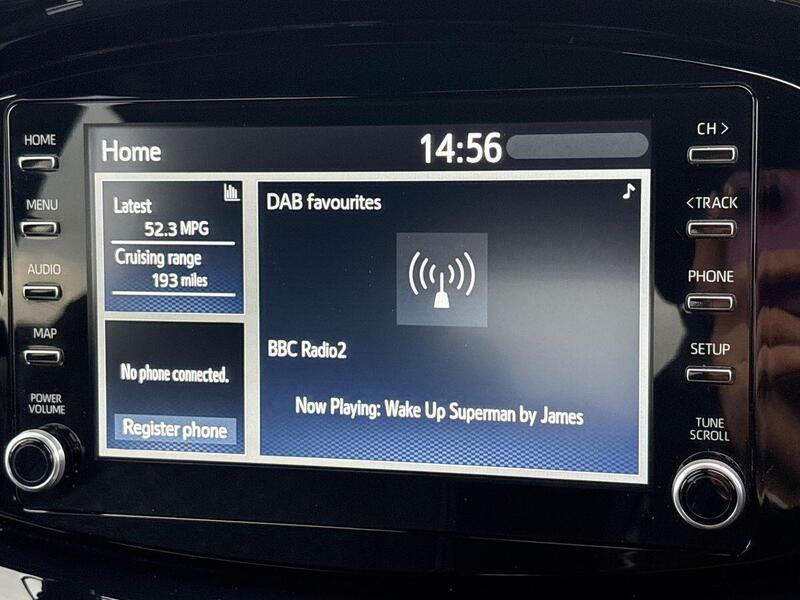 HOME
MENU
AUDIO
MAP
POWER
VOLUME
Home
14:56
Latest
52.3 MPG
Cruising range
193 miles
No phone connected.
Register phone
DAB favourites
BBC Radio2
Now Playing: Wake Up Superman by James
CH >
< TRACK
PHONE
SETUP
TUNE
SCROLL